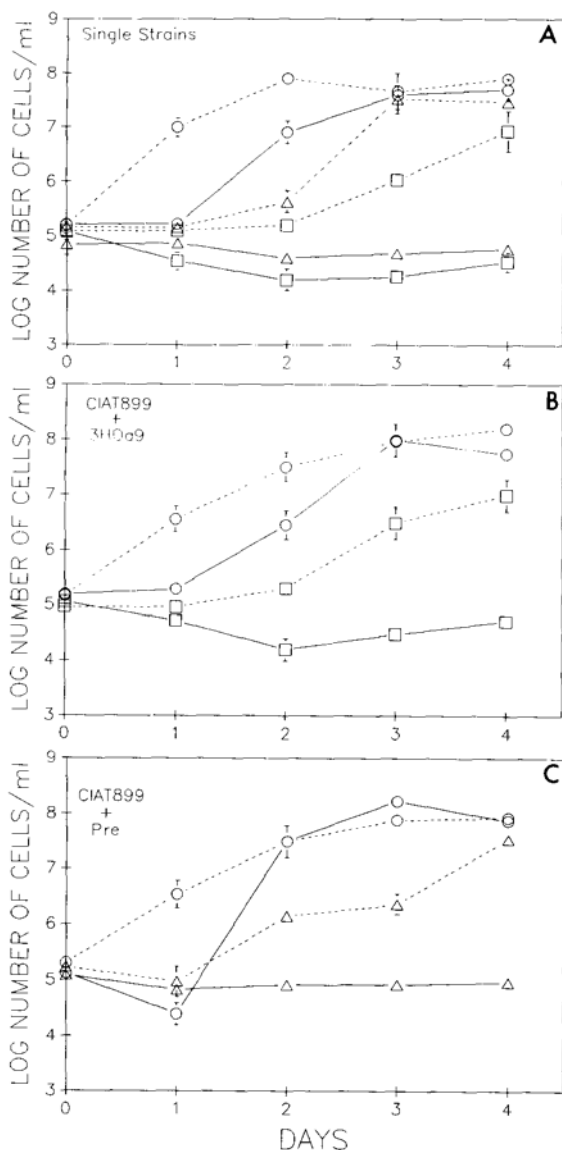 A
Single Strains
LOG NUMBER OF CELLS/ml
9
8
7
6
5
4
3
0 1 2 3 4
B
CIAT899
+
3HOa9
LOG NUMBER OF CELLS/ml
9
8
7
6
5
4
3
0 1 2 3 4
C
CIAT899
+
Pre
LOG NUMBER OF CELLS/ml
9
8
7
6
5
4
3
0 1 2 3 4
DAYS